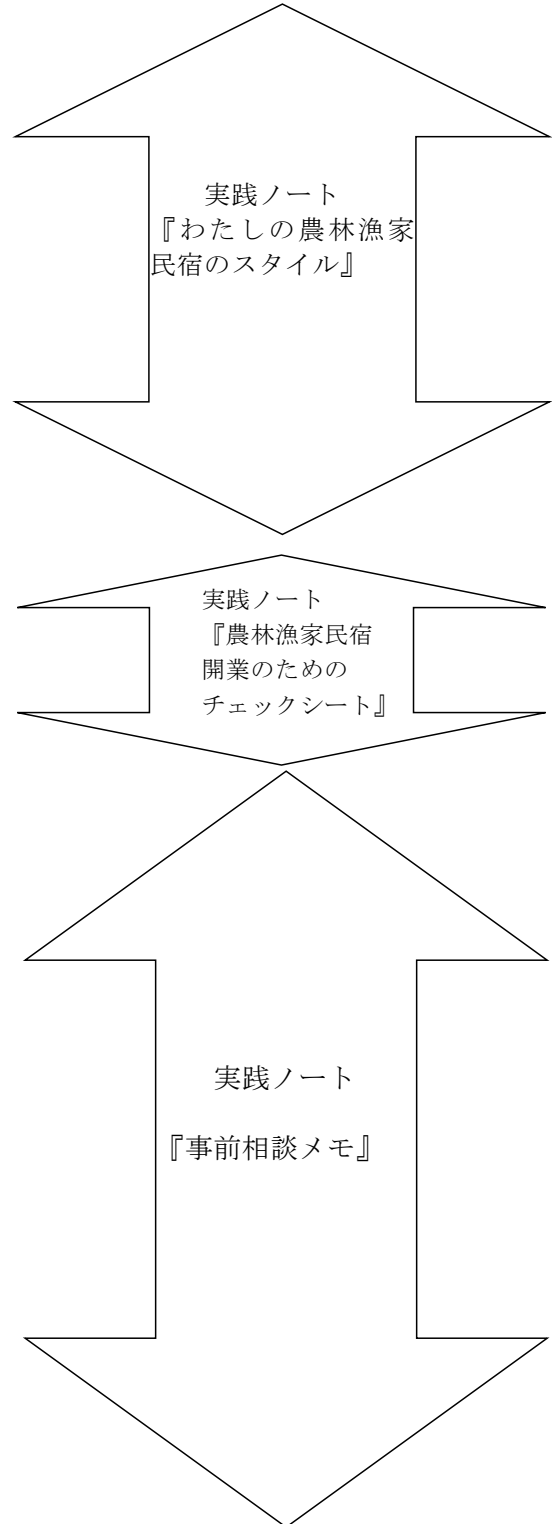 実践ノート
『わたしの農林漁家
民宿のスタイル』
実践ノート
『農林漁家民宿
開業のための
チェックシート』
実践ノート
『事前相談メモ』